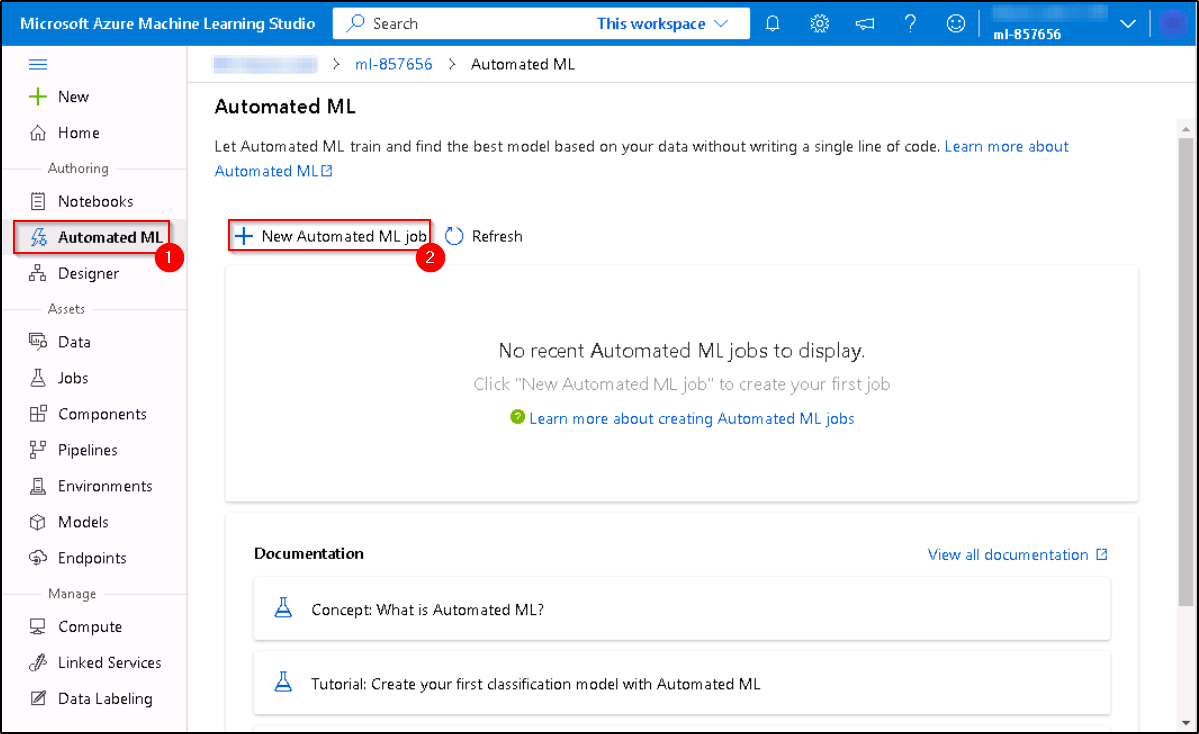 Microsoft Azure Machine Learning Studio
Search
This workspace
ml-857656
ml-857656 > Automated ML
New
Home
Authoring
Notebooks
Automated ML
1
Designer
Assets
Data
Jobs
Components
Pipelines
Environments
Models
Endpoints
Manage
Compute
Linked Services
Data Labeling
Automated ML
Let Automated ML train and find the best model based on your data without writing a single line of code. Learn more about
Automated ML
New Automated ML job
2
Refresh
No recent Automated ML jobs to display.
Click "New Automated ML job" to create your first job
Learn more about creating Automated ML jobs
Documentation
View all documentation
Concept: What is Automated ML?
Tutorial: Create your first classification model with Automated ML